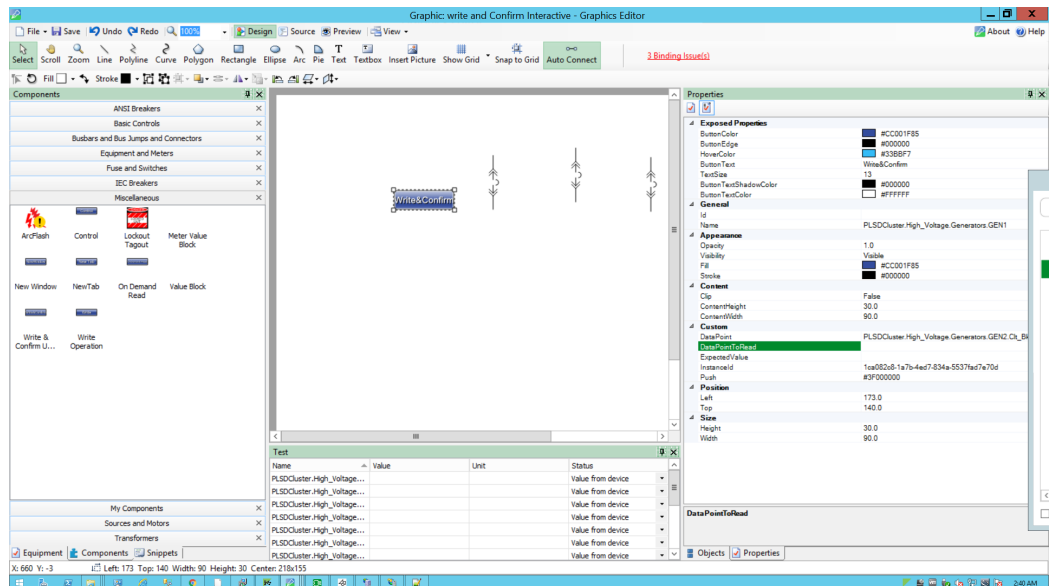 Graphic: write and Confirm Interactive - Graphics Editor
File Save Undo Redo 100% Design Source Preview View About Help
Select Scroll Zoom Line Polyline Curve Polygon Rectangle Ellipse Arc Pie Text Textbox Insert Picture Show Grid Snap to Grid Auto Connect 3 Binding Issue(s)
Fill Stroke
Components
ANSI Breakers
Basic Controls
Busbars and Bus Jumps and Connectors
Equipment and Meters
Fuse and Switches
IEC Breakers
Miscellaneous
ArcFlash Control Lockout Tagout Meter Value Block
New Window NewTab On Demand Read Value Block
Write & Confirm U... Write Operation
My Components
Sources and Motors
Transformers
Equipment Components Snippets
Write&Confirm
Test
Name Value Unit Status
PLSDCluster.High_Voltage... Value from device
PLSDCluster.High_Voltage... Value from device
PLSDCluster.High_Voltage... Value from device
PLSDCluster.High_Voltage... Value from device
PLSDCluster.High_Voltage... Value from device
PLSDCluster.High_Voltage... Value from device
PLSDCluster.High_Voltage... Value from device
Properties
Exposed Properties
ButtonColor #CC001F85
ButtonEdge #000000
HoverColor #33BBF7
ButtonText Write&Confirm
TextSize 13
ButtonTextShadowColor #000000
ButtonTextColor #FFFFFF
General
Id
Name PLSDCluster.High_Voltage.Generators.GEN1
Appearance
Opacity 1.0
Visibility Visible
Fill #CC001F85
Stroke #000000
Content
Clip False
ContentHeight 30.0
ContentWidth 90.0
Custom
DataPoint PLSDCluster.High_Voltage.Generators.GEN2.Ctr_Bk
DataPointToRead
ExpectedValue
InstanceId 1ca082c8-1a7b-4ed7-834a-5537fad7e70d
Push #3F000000
Position
Left 173.0
Top 140.0
Size
Height 30.0
Width 90.0
DataPointToRead
Objects Properties
X: 660 Y: -3 Left: 173 Top: 140 Width: 90 Height: 30 Center: 218x155
2:40 AM